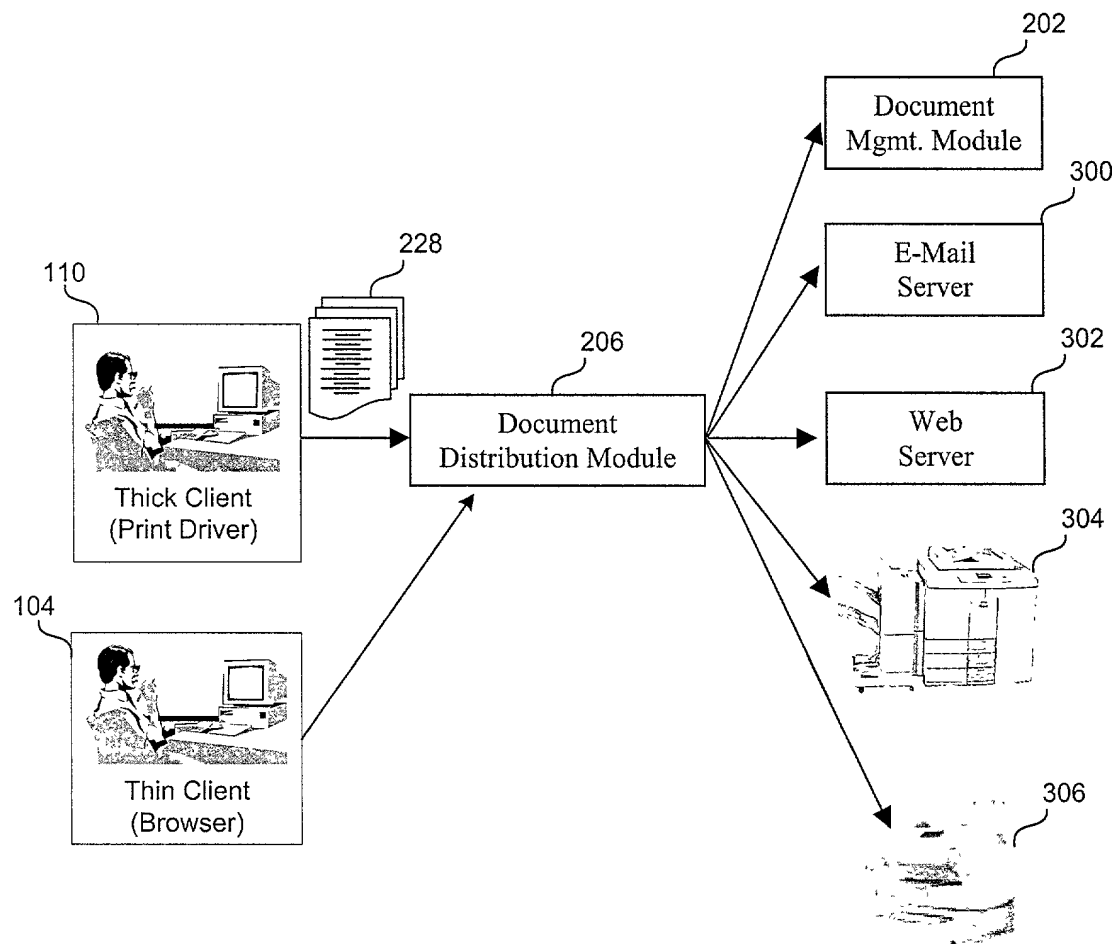 202
Document
Mgmt. Module
300
E-Mail
Server
228
110
206
302
Document
Distribution Module
Web
Server
Thick Client
(Print Driver)
304
104
Thin Client
(Browser)
306